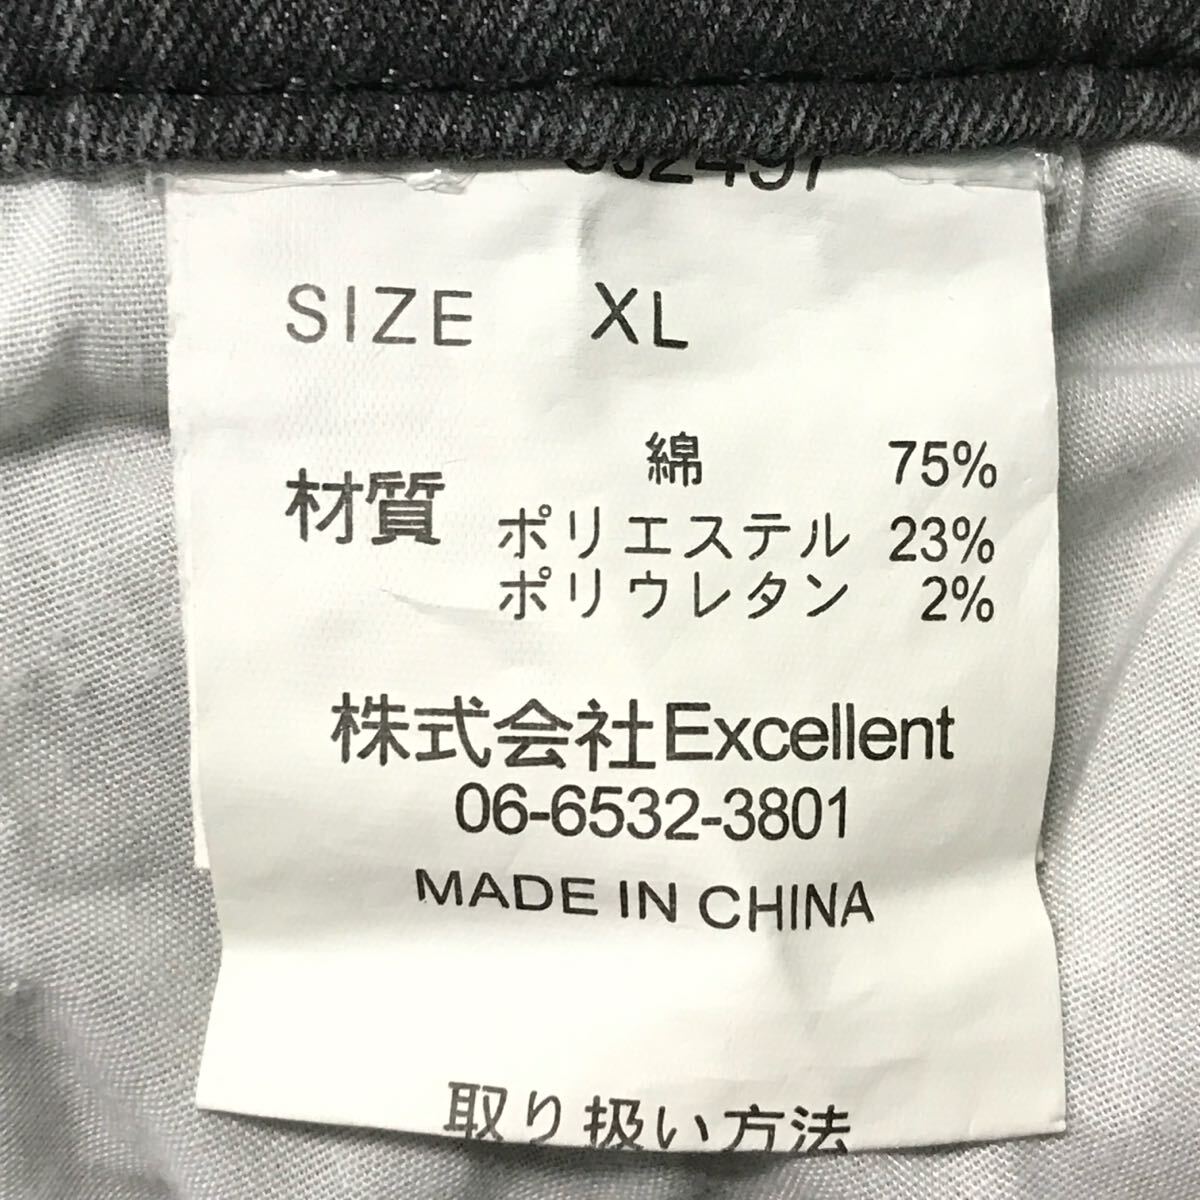 SIZE XL
材質
綿 75%
ポリエステル 23%
ポリウレタン 2%
株式会社Excellent
06-6532-3801
MADE IN CHINA
取り扱い方法